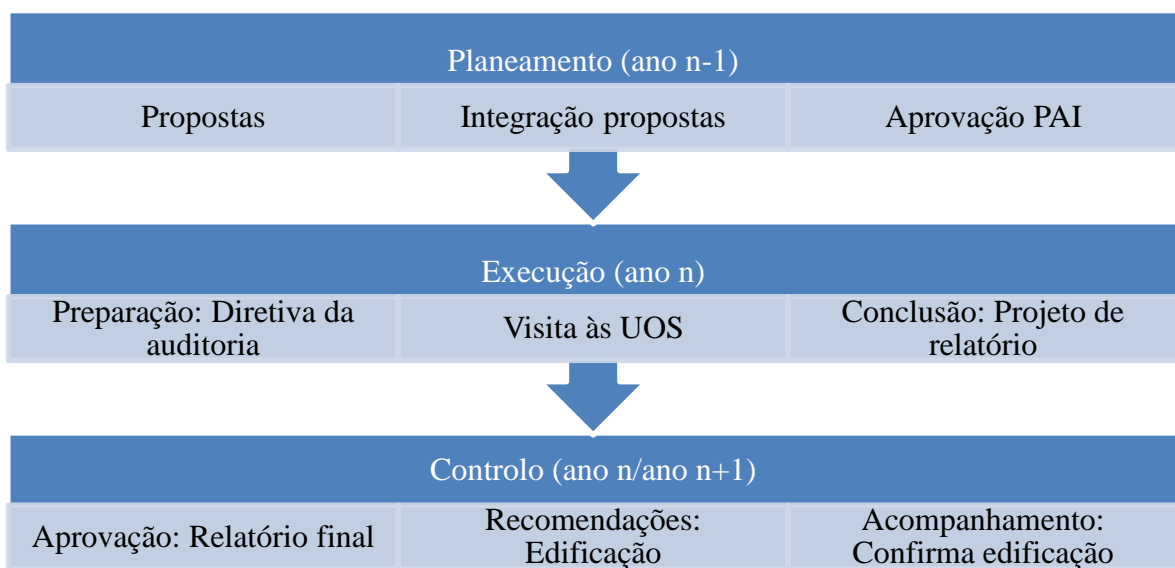 Planeamento (ano n-1)
Propostas
Integração propostas
Aprovação PAI
Execução (ano n)
Preparação: Diretiva da
auditoria
Visita às UOS
Conclusão: Projeto de
relatório
Controlo (ano n/ano n+1)
Aprovação: Relatório final
Recomendações:
Edificação
Acompanhamento:
Confirma edificação